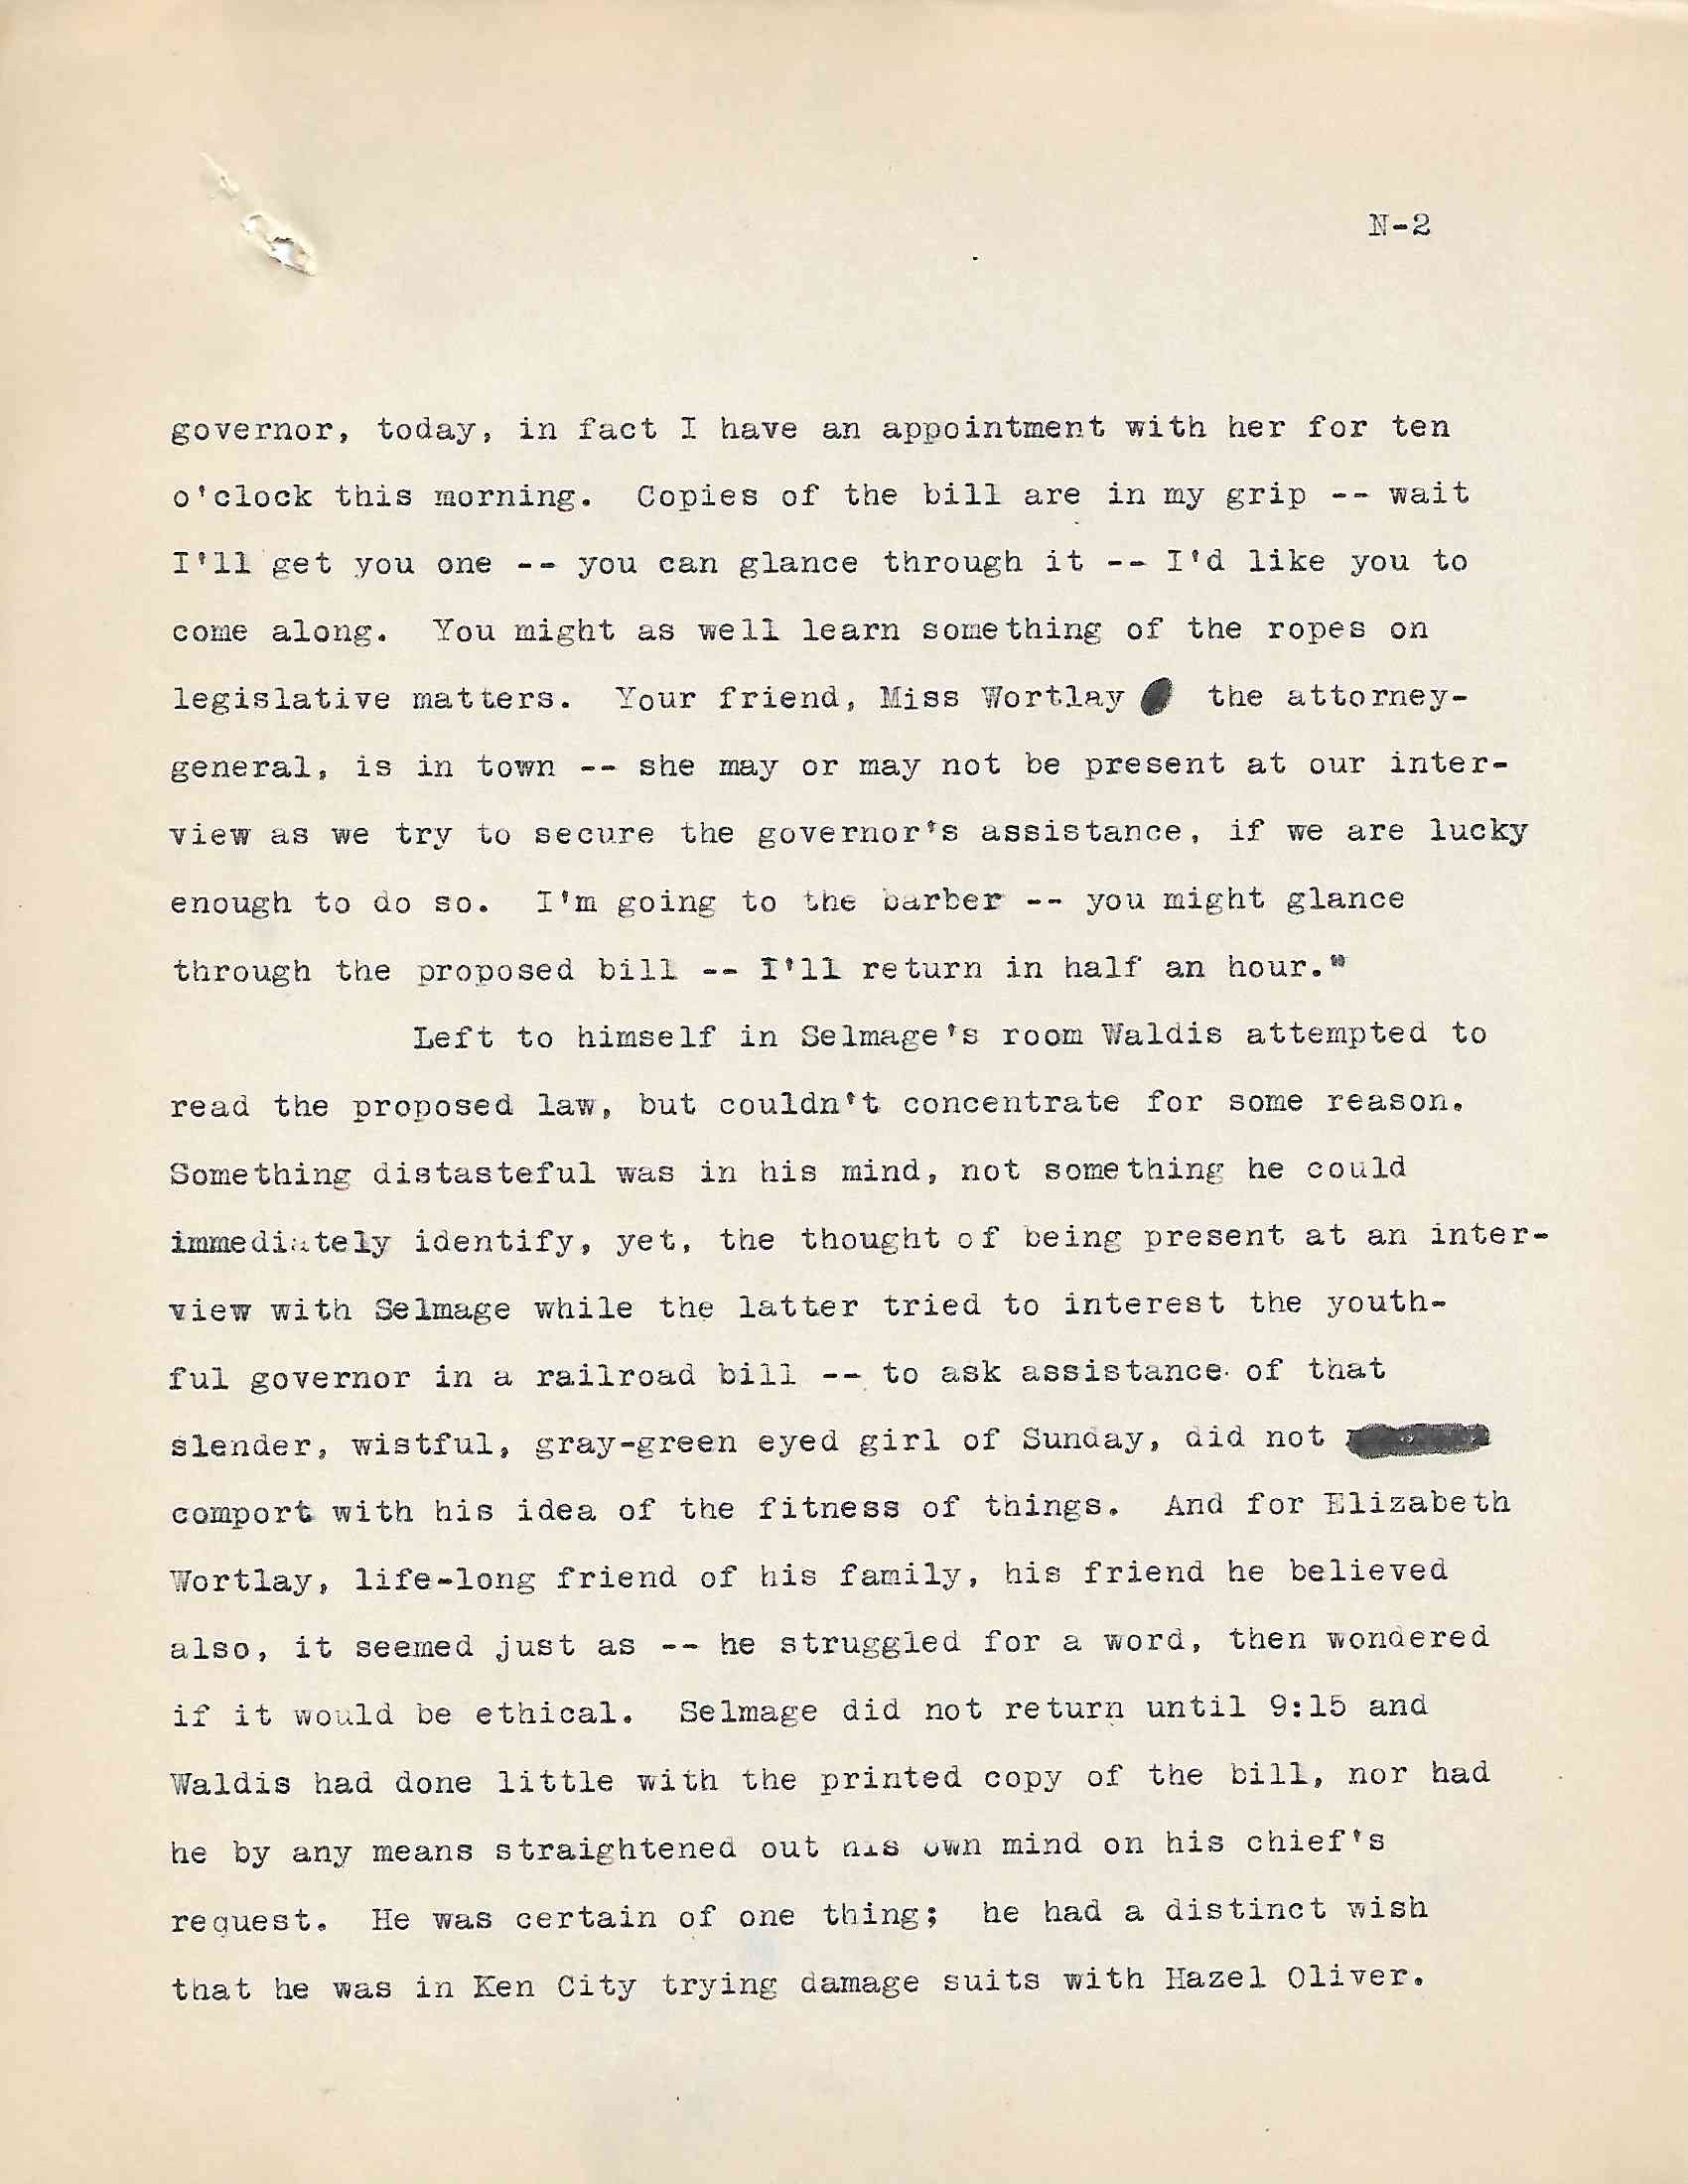 N-2
governor, today, in fact I have an appointment with her for ten
o'clock this morning.  Copies of the bill are in my grip -- wait
I'll get you one -- you can glance through it -- I'd like you to
come along.  You might as well learn something of the ropes on
legislative matters.  Your friend, Miss Wortlay the attorney-
general, is in town -- she may or may not be present at our inter-
view as we try to secure the governor's assistance, if we are lucky
enough to do so.  I'm going to the barber -- you might glance
through the proposed bill -- I'll return in half an hour."
Left to himself in Selmage's room Waldis attempted to
read the proposed law, but couldn't concentrate for some reason.
Something distasteful was in his mind, not something he could
immediately identify, yet, the thought of being present at an inter-
view with Selmage while the latter tried to interest the youth-
ful governor in a railroad bill -- to ask assistance of that
slender, wistful, gray-green eyed girl of Sunday, did not
comport with his idea of the fitness of things.  And for Elizabeth
Wortlay, life-long friend of his family, his friend he believed
also, it seemed just as -- he struggled for a word, then wondered
if it would be ethical.  Selmage did not return until 9:15 and
Waldis had done little with the printed copy of the bill, nor had
he by any means straightened out his own mind on his chief's
request.  He was certain of one thing;  he had a distinct wish
that he was in Ken City trying damage suits with Hazel Oliver.